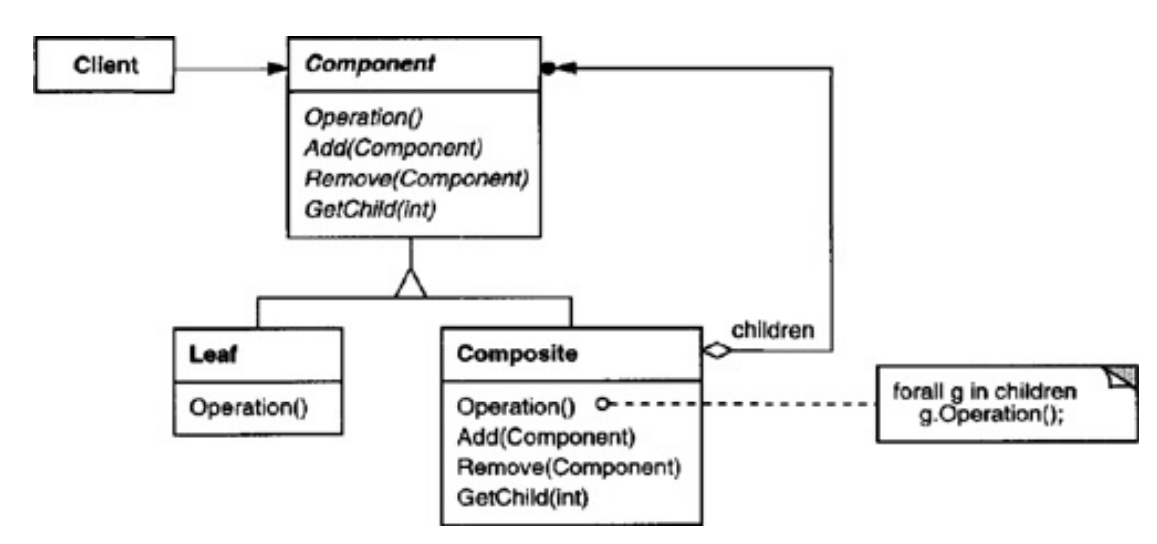 Client
Component
Operation()
Add(Component)
Remove(Component)
GetChild(int)
Leaf
Operation()
Composite
Operation()
Add(Component)
Remove(Component)
GetChild(int)
children
forall g in children
g.Operation();